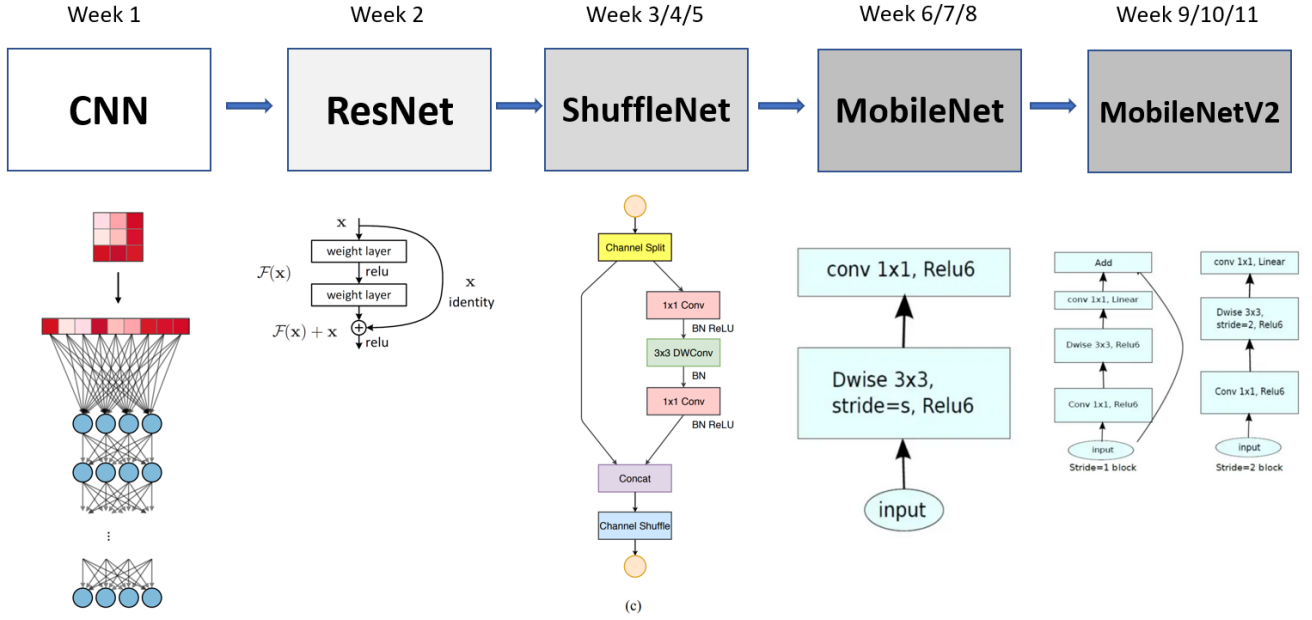 Week 1
Week 2
Week 3/4/5
Week 6/7/8
Week 9/10/11
CNN
ResNet
ShuffleNet
MobileNet
MobileNetV2
x
weight layer
F(x)
relu
weight layer
x
identity
F(x) + x
relu
Channel Split
1x1 Conv
BN ReLU
3x3 DWConv
BN
1x1 Conv
BN ReLU
Concat
Channel Shuffle
(c)
conv 1x1, Relu6
Dwise 3x3,
stride=s, Relu6
input
Add
conv 1x1, Linear
Dwise 3x3, Relu6
Conv 1x1, Relu6
input
Stride=1 block
conv 1x1, Linear
Dwise 3x3,
stride=2, Relu6
Conv 1x1, Relu6
input
Stride=2 block